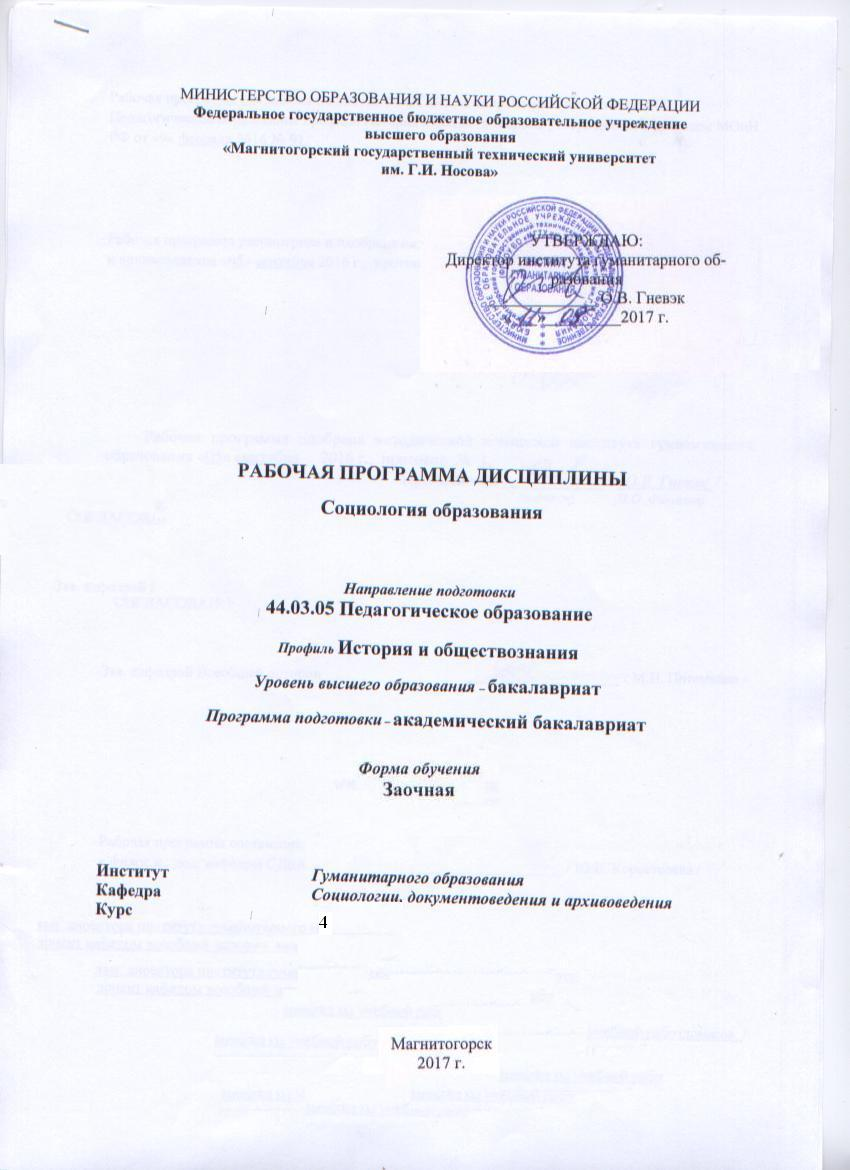 МИНИСТЕРСТВО ОБРАЗОВАНИЯ И НАУКИ РОССИЙСКОЙ ФЕДЕРАЦИИ
Федеральное государственное бюджетное образовательное учреждение
высшего образования
«Магнитогорский государственный технический университет
им. Г.И. Носова»
УТВЕРЖДАЮ:
Директор института гуманитарного об-
разования
О.В. Гневэк
2017 г.
РАБОЧАЯ ПРОГРАММА ДИСЦИПЛИНЫ
Социология образования
Направление подготовки
44.03.05 Педагогическое образование
Профиль История и обществознания
Уровень высшего образования – бакалавриат
Программа подготовки – академический бакалавриат
Форма обучения
Заочная
Институт Гуманитарного образования
Кафедра Социологии. документоведения и архивоведения
Курс 4
Магнитогорск
2017 г.